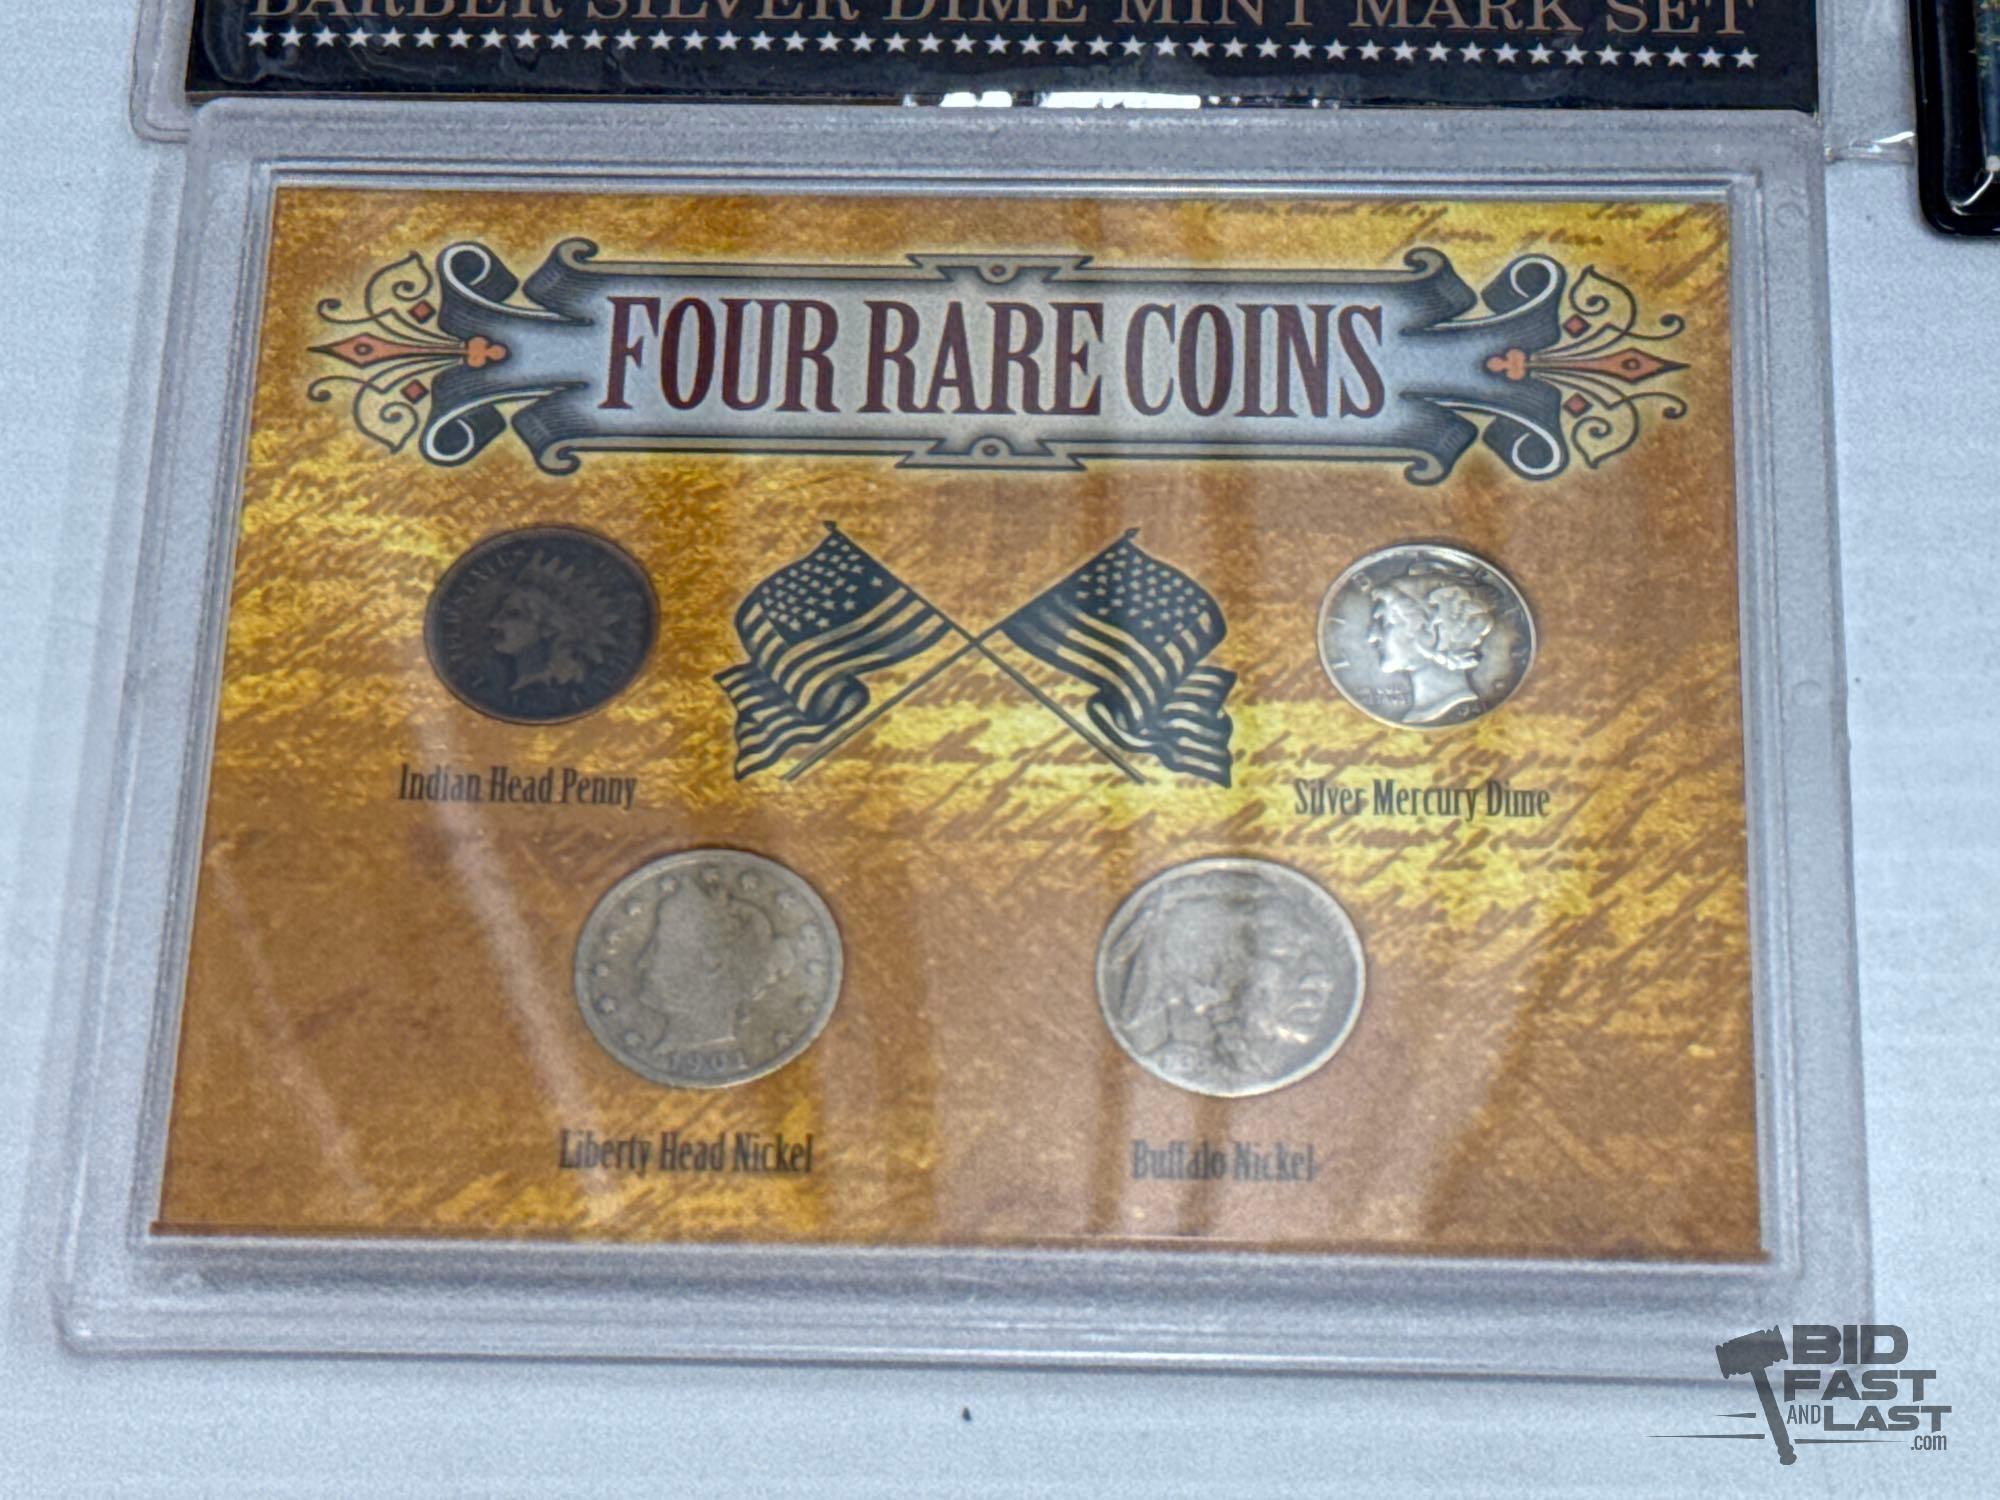 BARBER SILVER DIME MINT MARK SET
FOUR RARE COINS
Indian Head Penny
Silver Mercury Dime
1901
Liberty Head Nickel
Buffalo Nickel
BID
FAST
AND LAST
.com